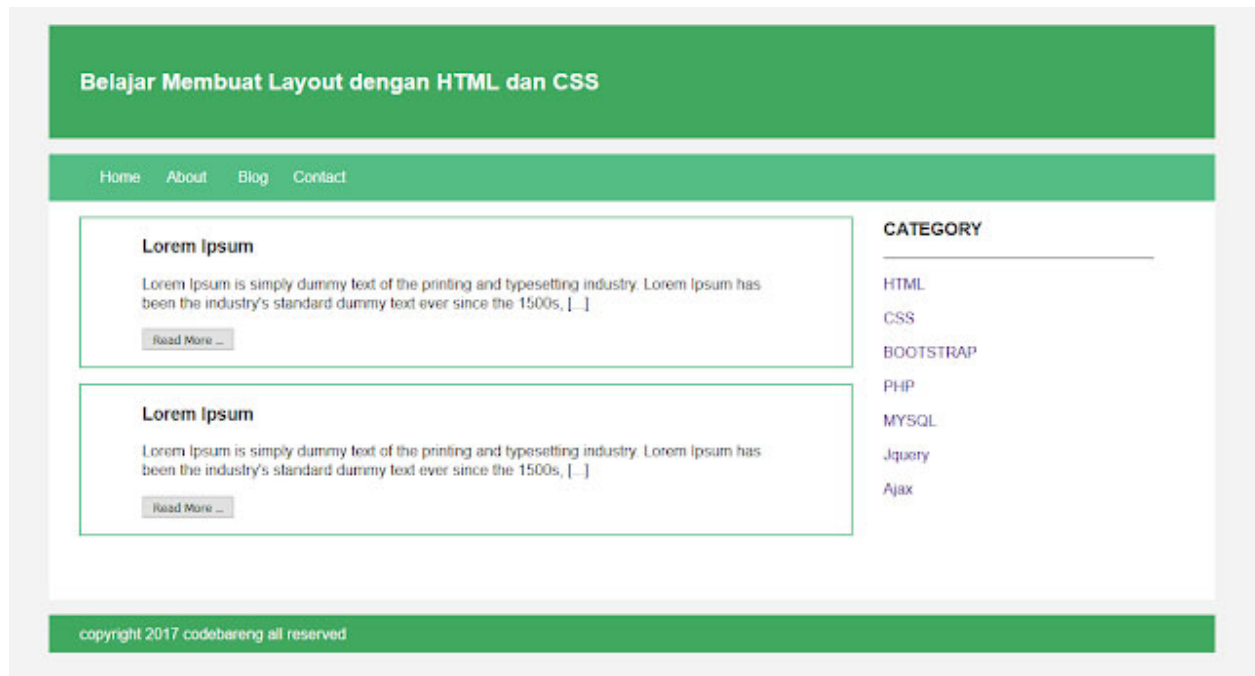 Belajar Membuat Layout dengan HTML dan CSS
Home About Blog Contact
Lorem Ipsum
Lorem Ipsum is simply dummy text of the printing and typesetting industry. Lorem Ipsum has
been the industry's standard dummy text ever since the 1500s, [...]
Read More ...
Lorem Ipsum
Lorem Ipsum is simply dummy text of the printing and typesetting industry. Lorem Ipsum has
been the industry's standard dummy text ever since the 1500s, [...]
Read More ...
CATEGORY
HTML
CSS
BOOTSTRAP
PHP
MYSQL
Jquery
Ajax
copyright 2017 codebareng all reserved